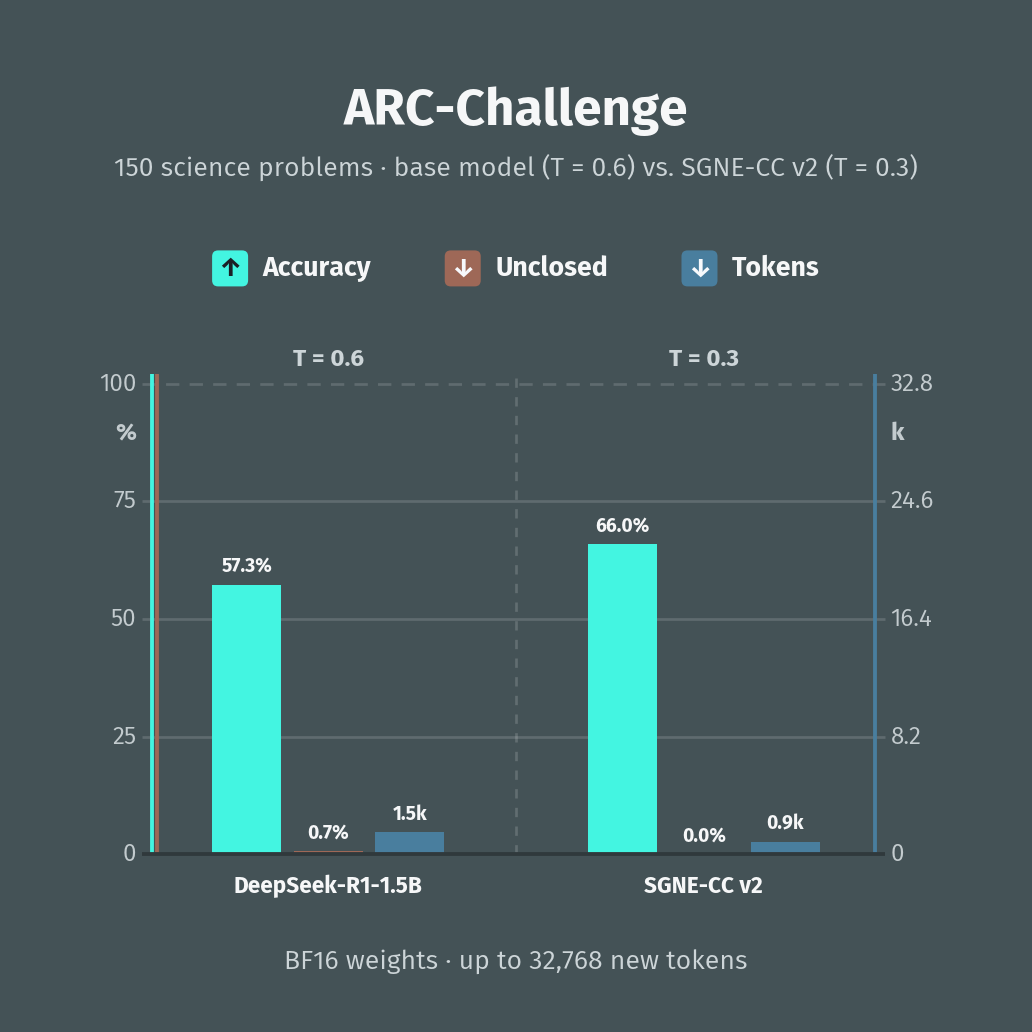 ARC-Challenge
150 science problems · base model (T = 0.6) vs. SGNE-CC v2 (T = 0.3)
↑ Accuracy
↓ Unclosed
↓ Tokens
T = 0.6
T = 0.3
100
32.8
%
k
75
24.6
66.0%
57.3%
50
16.4
25
8.2
1.5k
0.9k
0.7%
0.0%
0
0
DeepSeek-R1-1.5B
SGNE-CC v2
BF16 weights · up to 32,768 new tokens